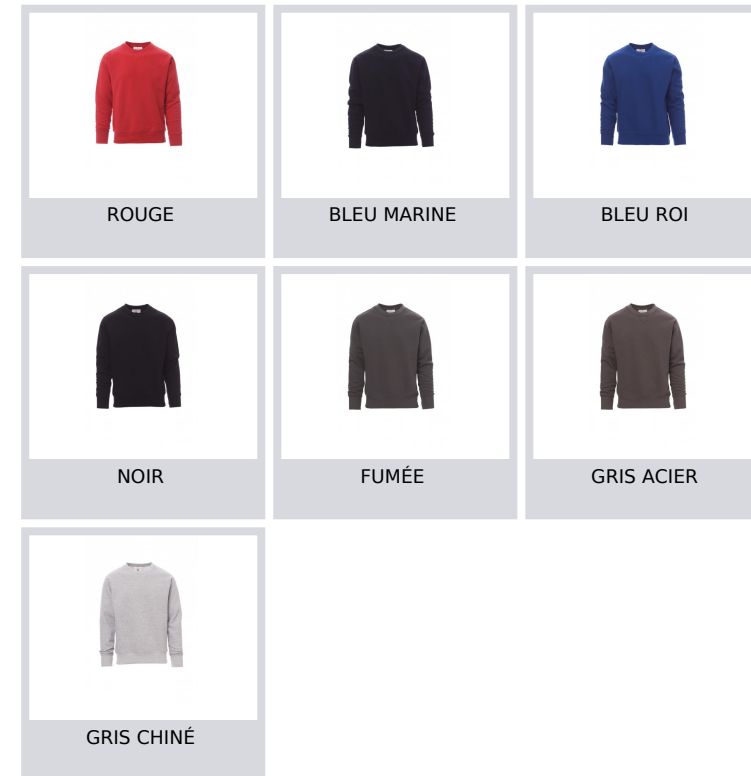 ROUGE
BLEU MARINE
BLEU ROI
NOIR
FUMÉE
GRIS ACIER
GRIS CHINÉ